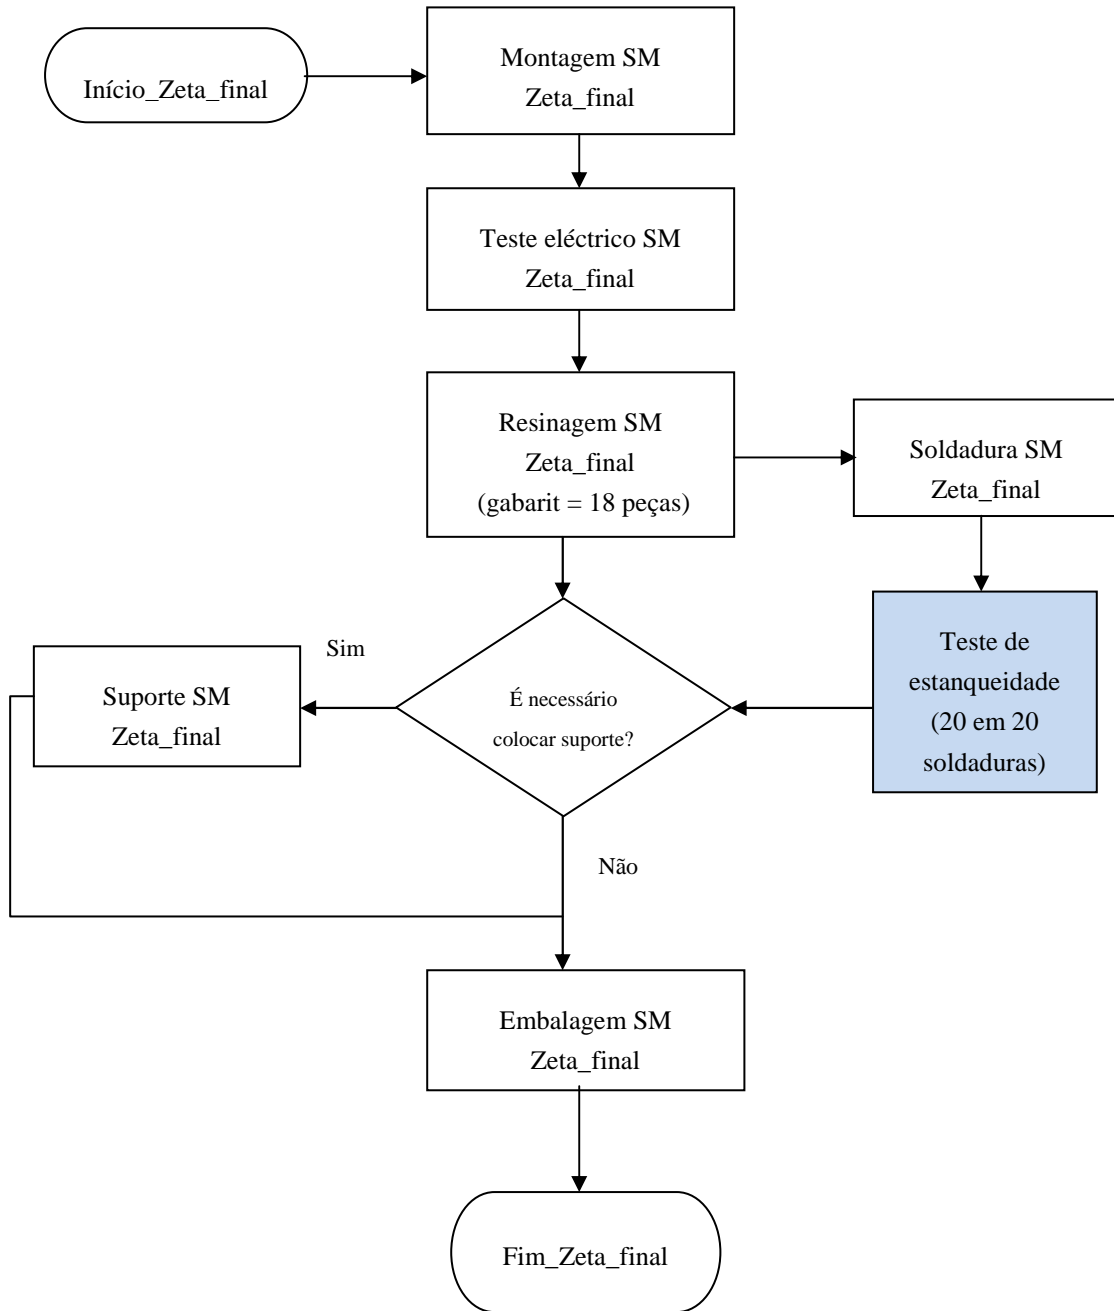 Início_Zeta_final
Montagem SM
Zeta_final
Teste eléctrico SM
Zeta_final
Resinagem SM
Zeta_final
(gabarit = 18 peças)
Soldadura SM
Zeta_final
Teste de
estanqueidade
(20 em 20
soldaduras)
É necessário
colocar suporte?
Sim
Suporte SM
Zeta_final
Não
Embalagem SM
Zeta_final
Fim_Zeta_final